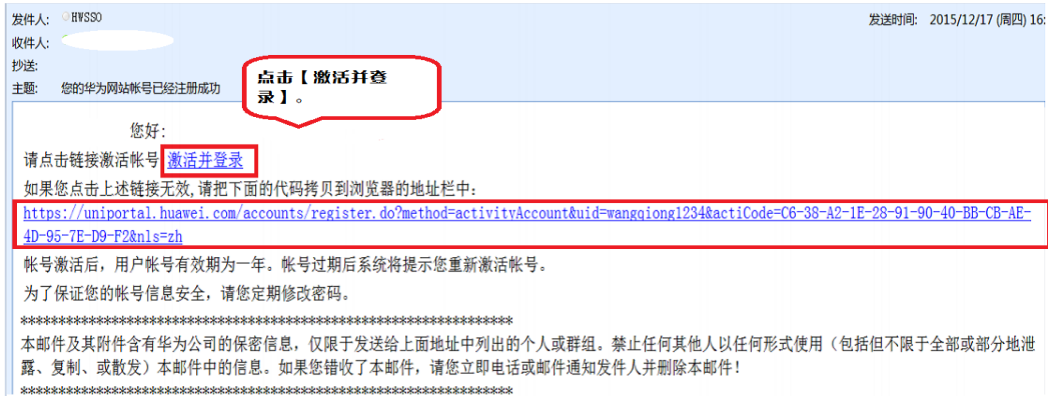 发件人: HWSSO
发送时间: 2015/12/17 (周四) 16:
收件人:
抄送:
主题: 您的华为网站帐号已经注册成功
点击【激活并登
录】。
您好:
请点击链接激活帐号 激活并登录
如果您点击上述链接无效,请把下面的代码拷贝到浏览器的地址栏中:
https://uniportal.huawei.com/accounts/register.do?method=activityAccount&uid=wangqiong1234&actiCode=C6-38-A2-1E-28-91-90-40-BB-CB-AE-
4D-95-7E-D9-F2&nls=zh
帐号激活后，用户帐号有效期为一年。帐号过期后系统将提示您重新激活帐号。
为了保证您的帐号信息安全，请您定期修改密码。
******************************************************************
本邮件及其附件含有华为公司的保密信息，仅限于发送给上面地址中列出的个人或群组。禁止任何其他人以任何形式使用（包括但不限于全部或部分地泄
露、复制、或散发）本邮件中的信息。如果您错收了本邮件，请您立即电话或邮件通知发件人并删除本邮件！
******************************************************************